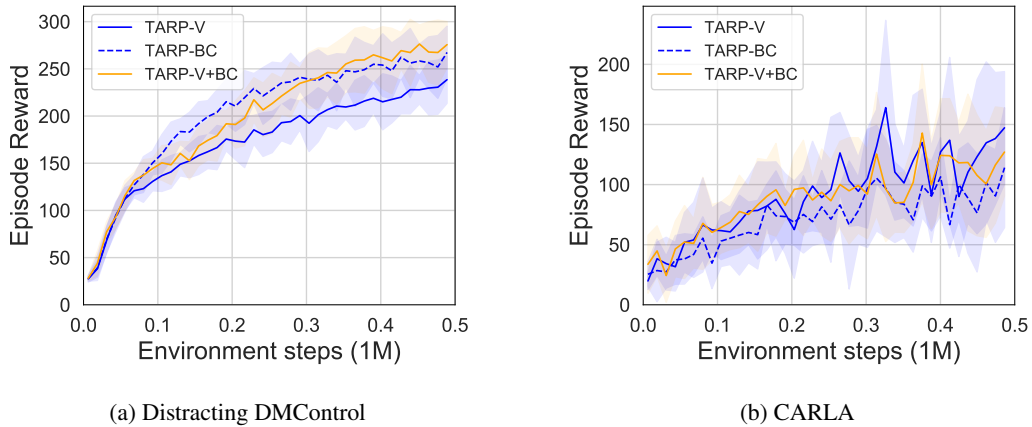 300
250
200
150
100
50
0
Episode Reward
TARP-V
TARP-BC
TARP-V+BC
0.0 0.1 0.2 0.3 0.4 0.5
Environment steps (1M)
(a) Distracting DMControl
200
150
100
50
0
Episode Reward
TARP-V
TARP-BC
TARP-V+BC
0.0 0.1 0.2 0.3 0.4 0.5
Environment steps (1M)
(b) CARLA